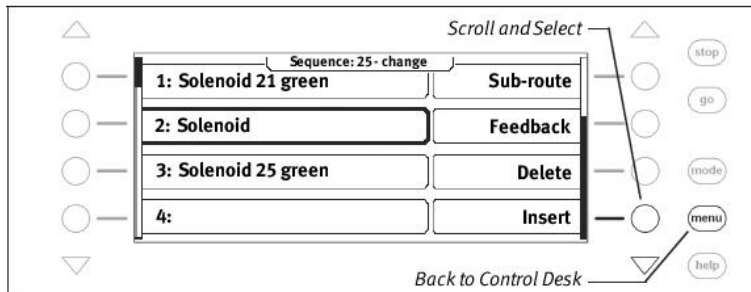 Scroll and Select
stop
Sequence: 25- change
1: Solenoid 21 green
Sub-route
go
2: Solenoid
Feedback
3: Solenoid 25 green
Delete
mode
4:
Insert
menu
help
Back to Control Desk